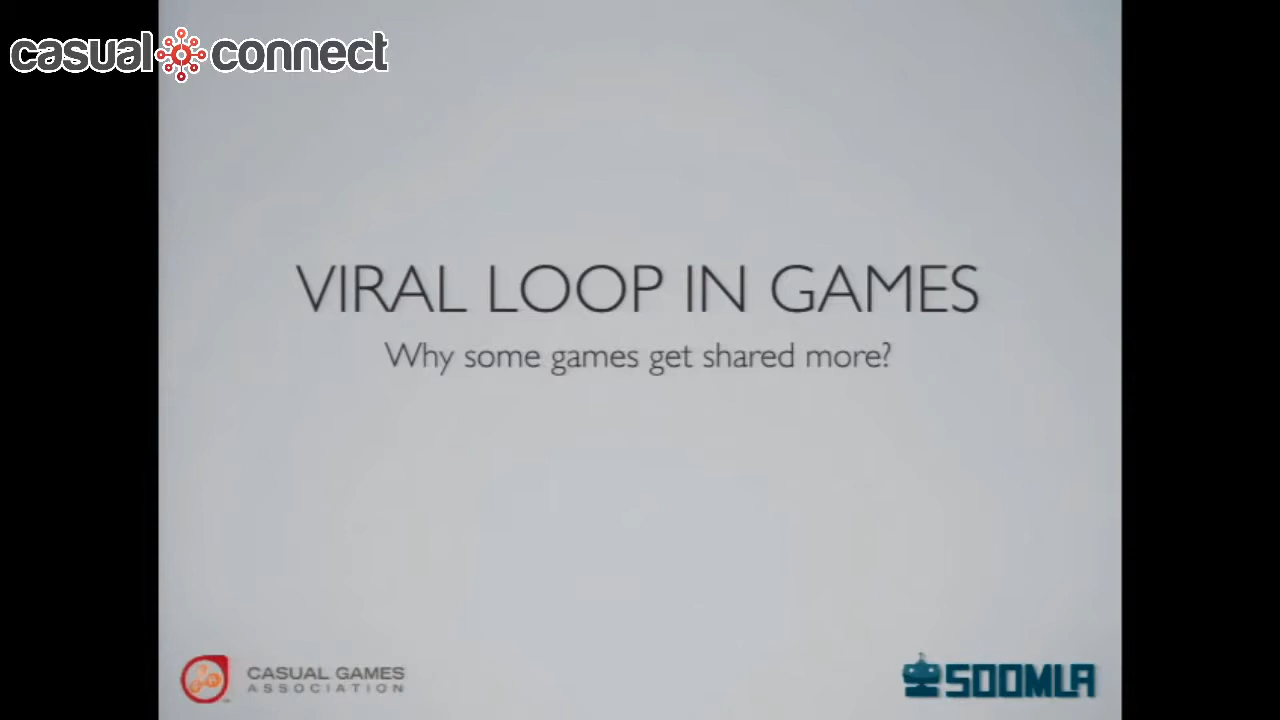 casual connect
VIRAL LOOP IN GAMES
Why some games get shared more?
CASUAL GAMES
ASSOCIATION
SOOMLA